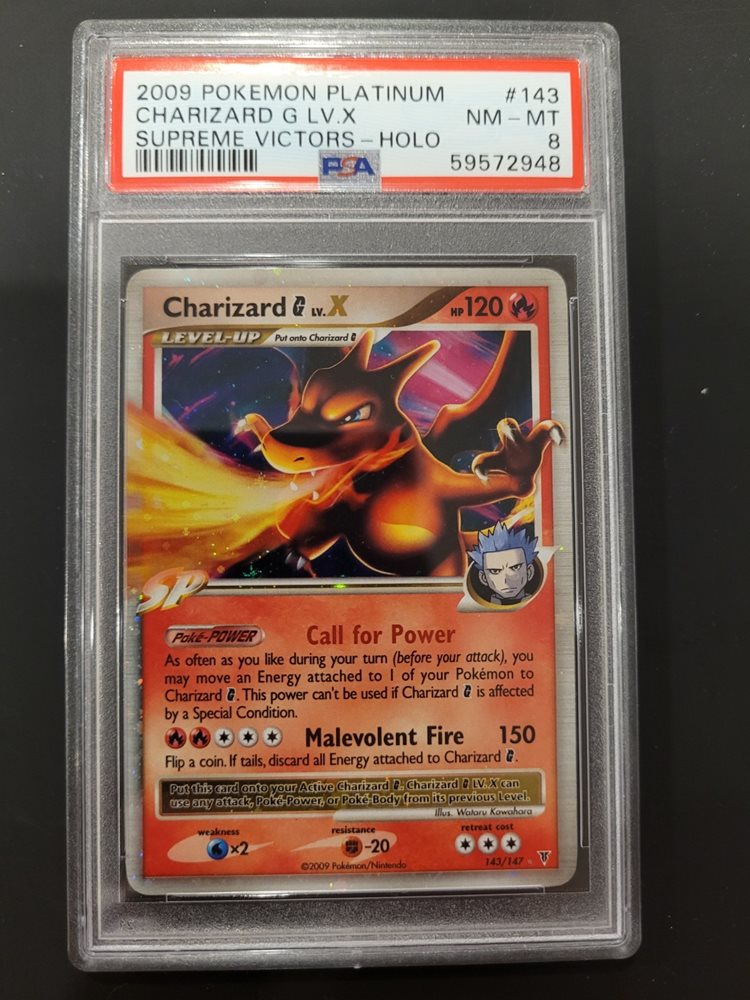 2009 POKEMON PLATINUM #143
CHARIZARD G LV.X NM - MT
SUPREME VICTORS - HOLO 8
PSA 59572948
Charizard G LV.X HP120
LEVEL-UP Put onto Charizard G
SP
Poké-POWER Call for Power
As often as you like during your turn (before your attack), you
may move an Energy attached to 1 of your Pokémon to
Charizard G. This power can't be used if Charizard G is affected
by a Special Condition.
Malevolent Fire 150
Flip a coin. If tails, discard all Energy attached to Charizard G.
Put this card onto your Active Charizard G. Charizard G LV.X can
use any attack, Poké-Power, or Poké-Body from its previous Level.
Illus. Wataru Kawahara
weakness resistance retreat cost
×2 -20
©2009 Pokémon/Nintendo 143/147